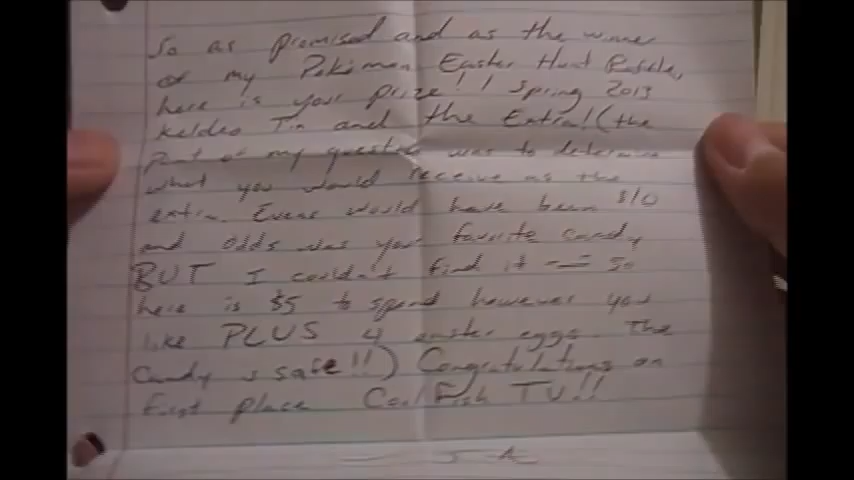 So as promised and as the winner
of my Pokémon Easter Hunt Raffle,
here is your prize!! 1 Spring 2013
Keldeo Tin and the Extra! (the
point of my question was to determine
what you would receive as the
extra. Evens would have been $10
and odds was your favorite candy
BUT I couldn't find it so
here is $5 to spend however you
like PLUS 4 easter eggs. The
Candy is safe!!) Congratulations on
First place CoolFish TV!!